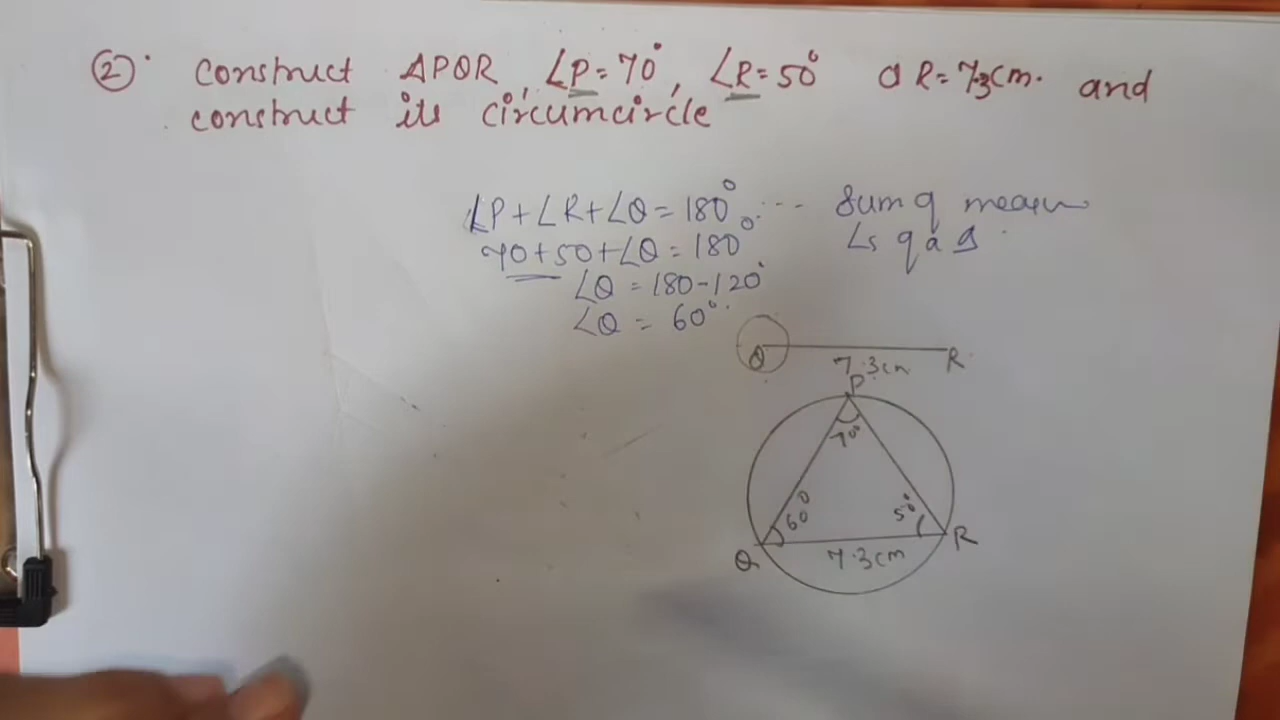 ② construct ΔPQR, ∠P=70°, ∠R=50° QR=7.3cm. and
construct its circumcircle
∠P+∠R+∠Q=180° ... Sum of measu
70+50+∠Q=180° ∠s of a Δ.
∠Q=180-120°
∠Q=60°.
Q R
7.3cm
P
70°
60° 50°
Q 7.3cm R